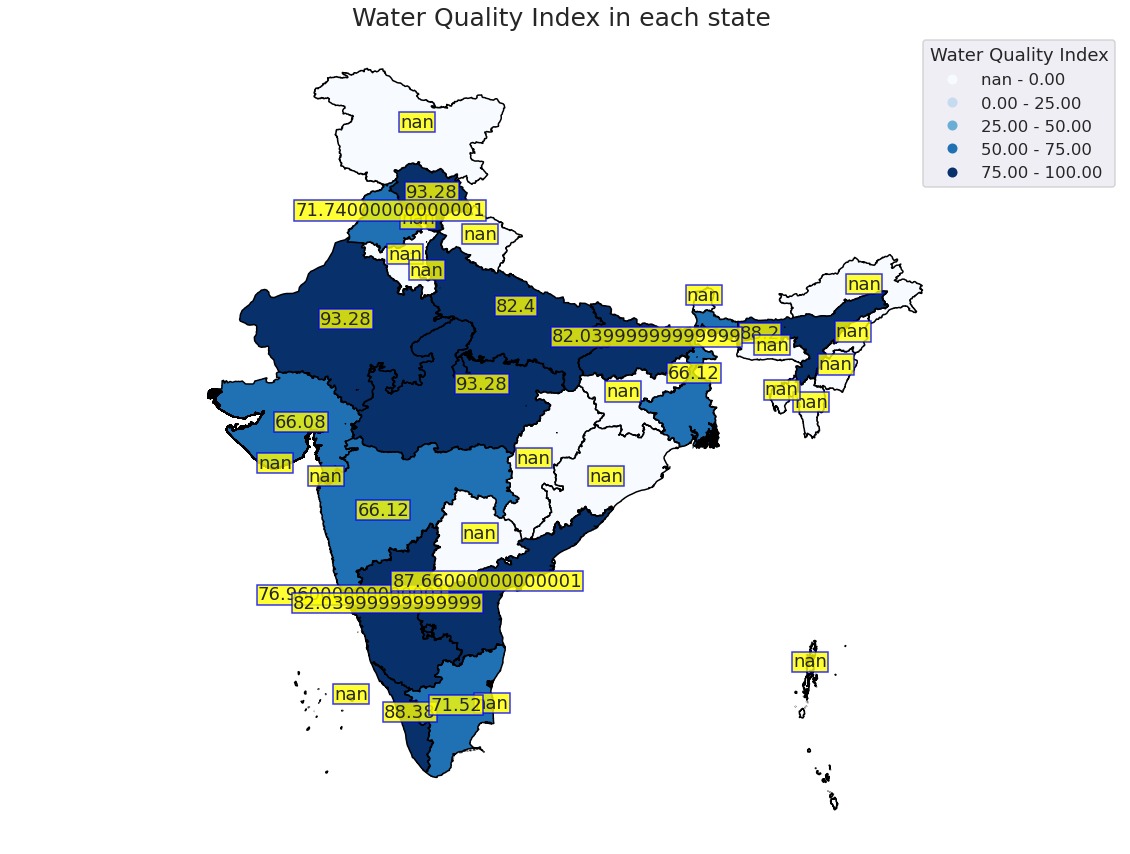 Water Quality Index in each state
Water Quality Index
nan - 0.00
0.00 - 25.00
25.00 - 50.00
50.00 - 75.00
75.00 - 100.00
nan
93.28
71.74000000000001
nan
nan
nan
nan
nan
nan
93.28
82.4
82.03999999999999
88.2
nan
nan
nan
66.12
93.28
nan
nan
nan
66.08
nan
nan
nan
nan
66.12
nan
87.66000000000001
82.03999999999999
nan
nan
88.38
71.52
nan